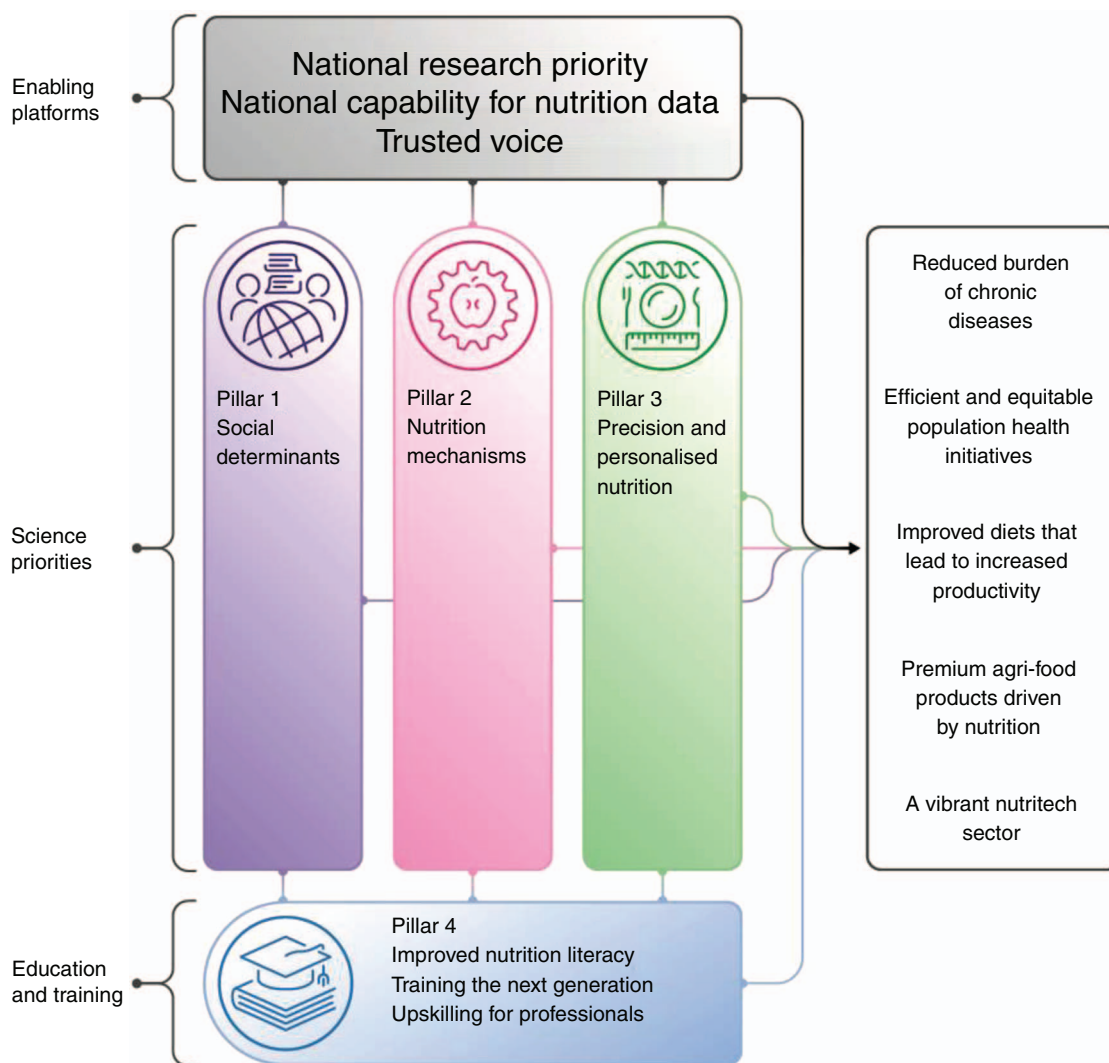 Enabling
platforms
National research priority
National capability for nutrition data
Trusted voice
Science
priorities
Pillar 1
Social
determinants
Pillar 2
Nutrition
mechanisms
Pillar 3
Precision and
personalised
nutrition
Education
and training
Pillar 4
Improved nutrition literacy
Training the next generation
Upskilling for professionals
Reduced burden
of chronic
diseases
Efficient and equitable
population health
initiatives
Improved diets that
lead to increased
productivity
Premium agri-food
products driven
by nutrition
A vibrant nutritech
sector